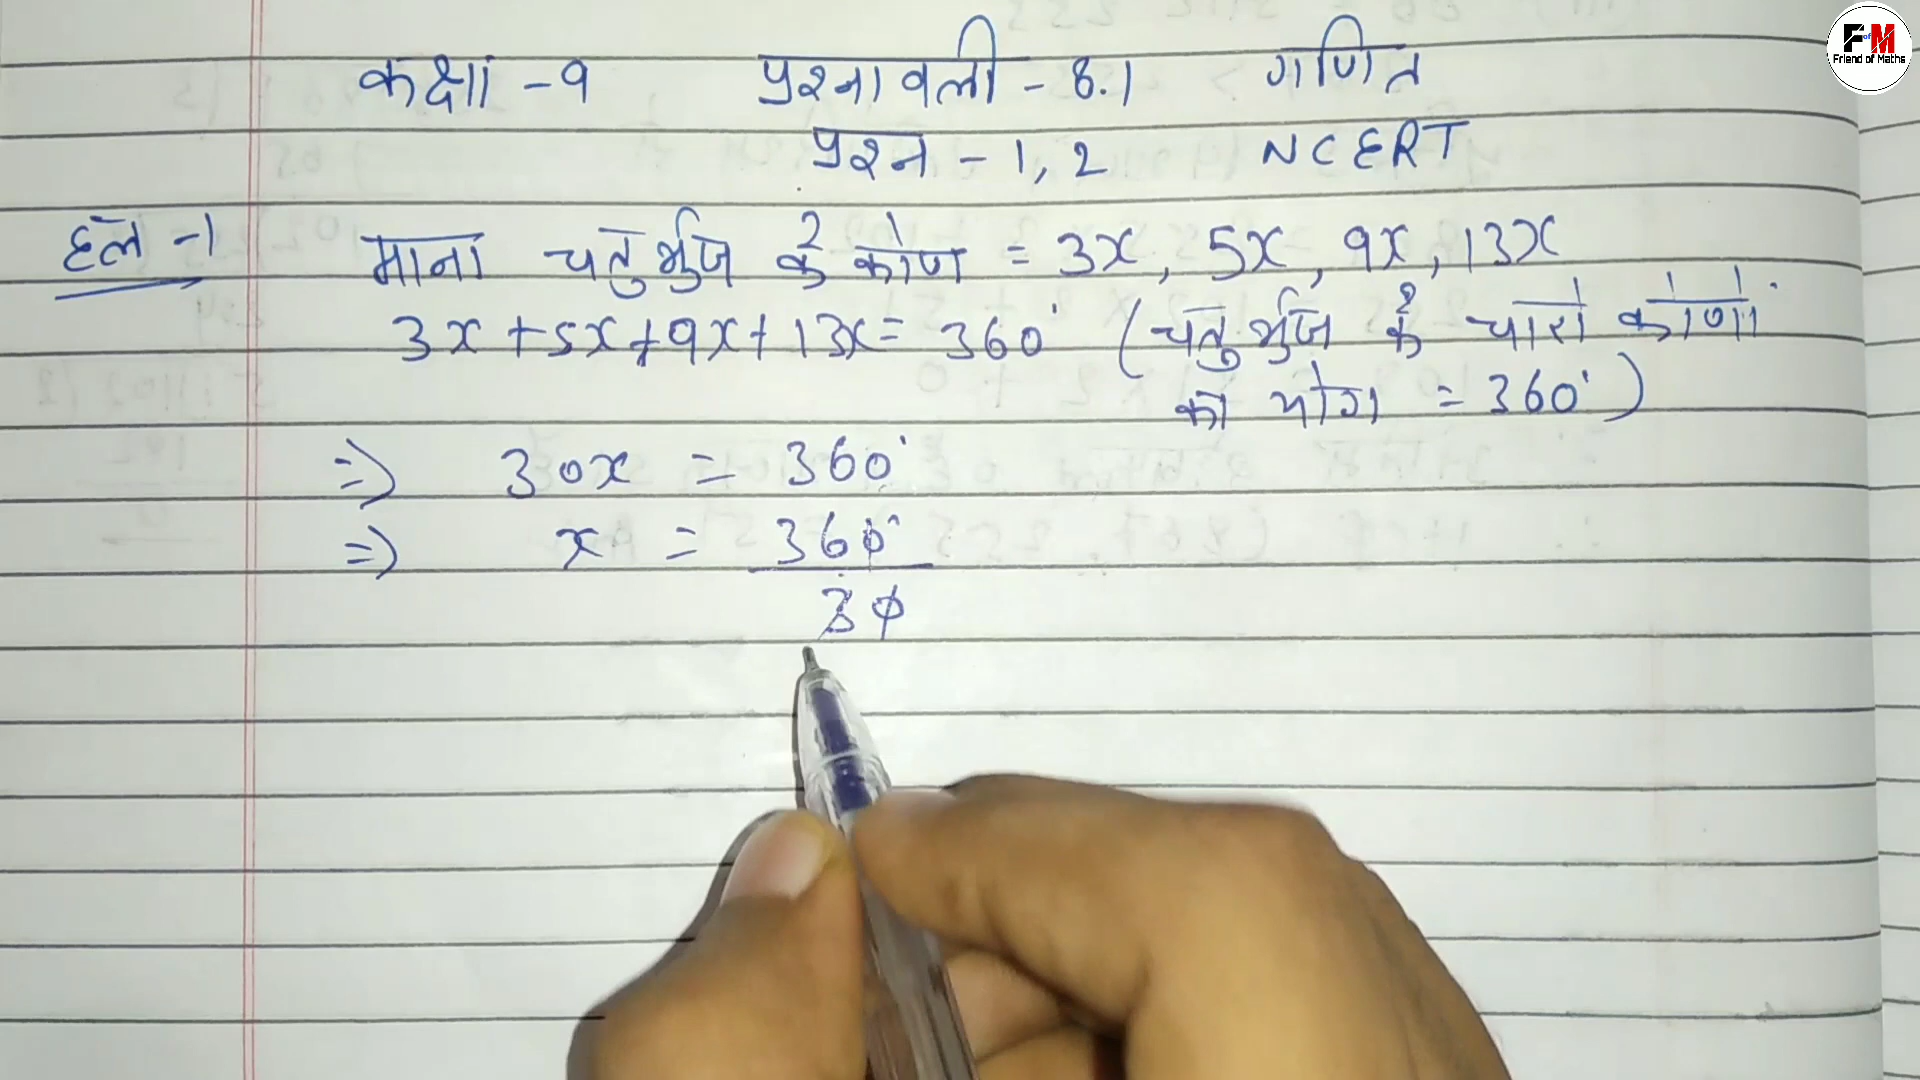 कक्षा - 9 प्रश्नावली - 8.1 गणित
प्रश्न - 1, 2 NCERT
हल -1 माना चतुर्भुज के कोण = 3x, 5x, 9x, 13x
3x + 5x + 9x + 13x = 360° (चतुर्भुज के चारों कोणों
का योग = 360°)
=> 30x = 360°
=> x = 360°
30
FM
of
Friend of Maths